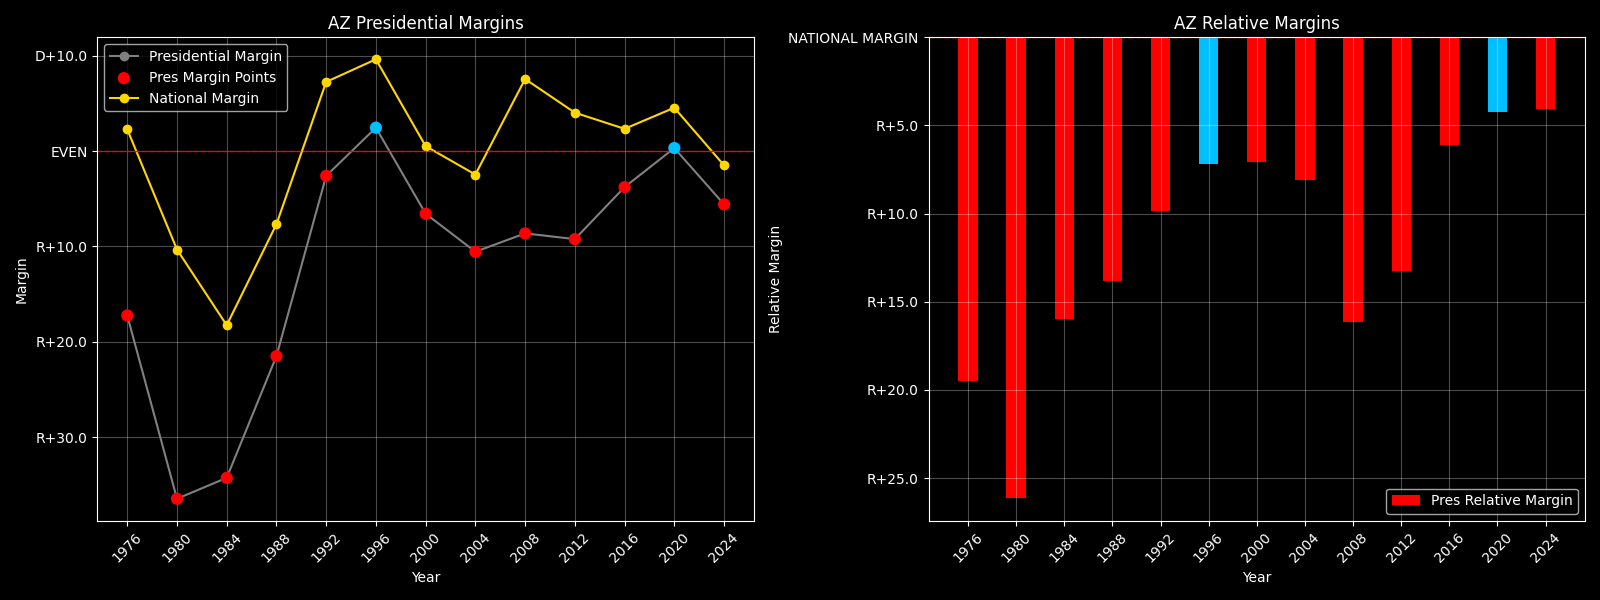 AZ Presidential Margins
Presidential Margin
Pres Margin Points
National Margin
D+10.0
EVEN
R+10.0
R+20.0
R+30.0
Margin
1976
1980
1984
1988
1992
1996
2000
2004
2008
2012
2016
2020
2024
Year
AZ Relative Margins
NATIONAL MARGIN
R+5.0
R+10.0
R+15.0
R+20.0
R+25.0
Relative Margin
Pres Relative Margin
1976
1980
1984
1988
1992
1996
2000
2004
2008
2012
2016
2020
2024
Year